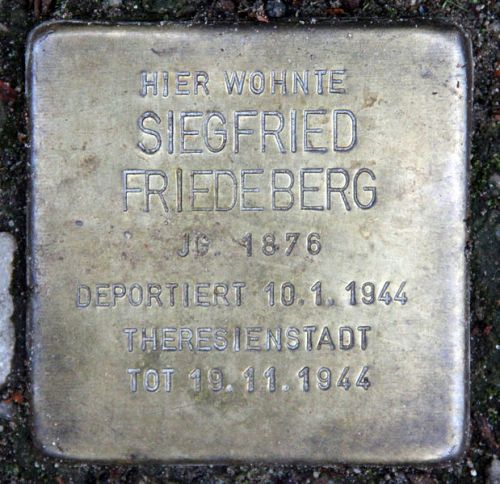 HIER WOHNTE
SIEGFRIED
FRIEDEBERG
JG. 1876
DEPORTIERT 10.1.1944
THERESIENSTADT
TOT 19.11.1944